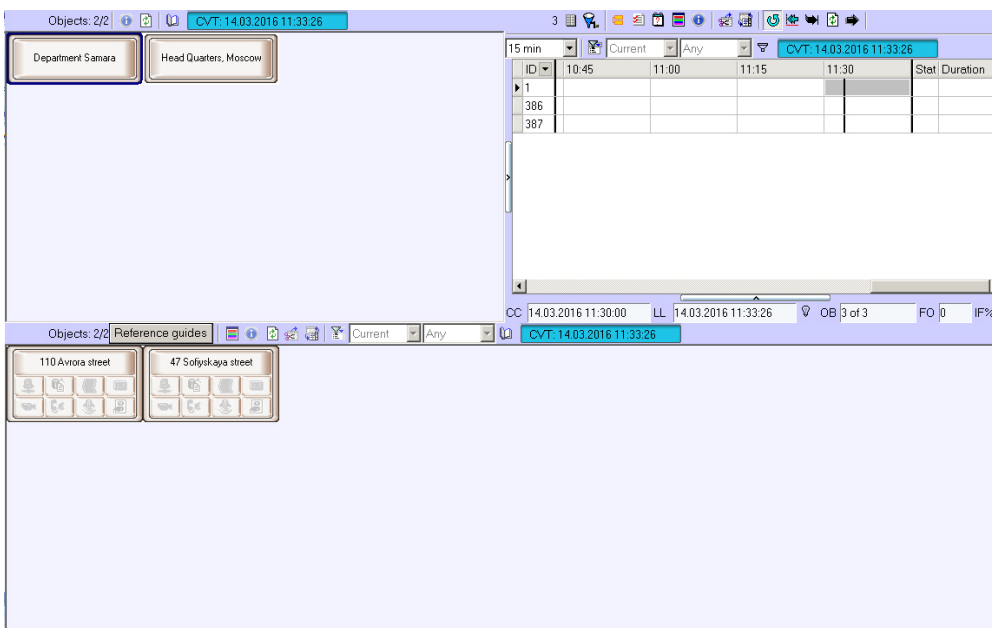 Objects: 2/2 CVT: 14.03.2016 11:33:26
Department Samara
Head Quarters, Moscow
3
15 min Current Any CVT: 14.03.2016 11:33:26
ID 10:45 11:00 11:15 11:30 Stat Duration
1
386
387
CC 14.03.2016 11:30:00 LL 14.03.2016 11:33:26 OB 3 of 3 FO 0 IF%
Objects: 2/2 Reference guides Current Any CVT: 14.03.2016 11:33:26
110 Avrora street
47 Sofiyskaya street